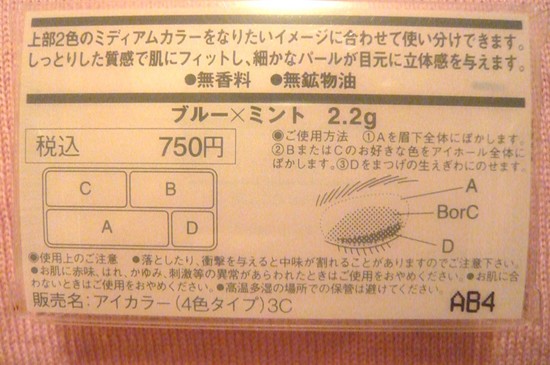 上部2色のミディアムカラーをなりたいイメージに合わせて使い分けできます。
しっとりした質感で肌にフィットし、細かなパールが目元に立体感を与えます。
●無香料　●無鉱物油
ブルー×ミント　2.2g
税込　750円
●ご使用方法　①Aを眉下全体にぼかします。
②BまたはCのお好きな色をアイホール全体に
ぼかします。③Dをまつげの生えぎわにのせます。
C B
A D
A
BorC
D
●使用上のご注意　●落としたり、衝撃を与えると中味が割れることがありますのでご注意下さい。
●お肌に赤味、はれ、かゆみ、刺激等の異常があらわれたときはご使用をおやめください。●お肌に合
わないときはご使用をおやめください。●高温多湿の場所での保管は避けてください。
販売名：アイカラー（4色タイプ）3C
AB4